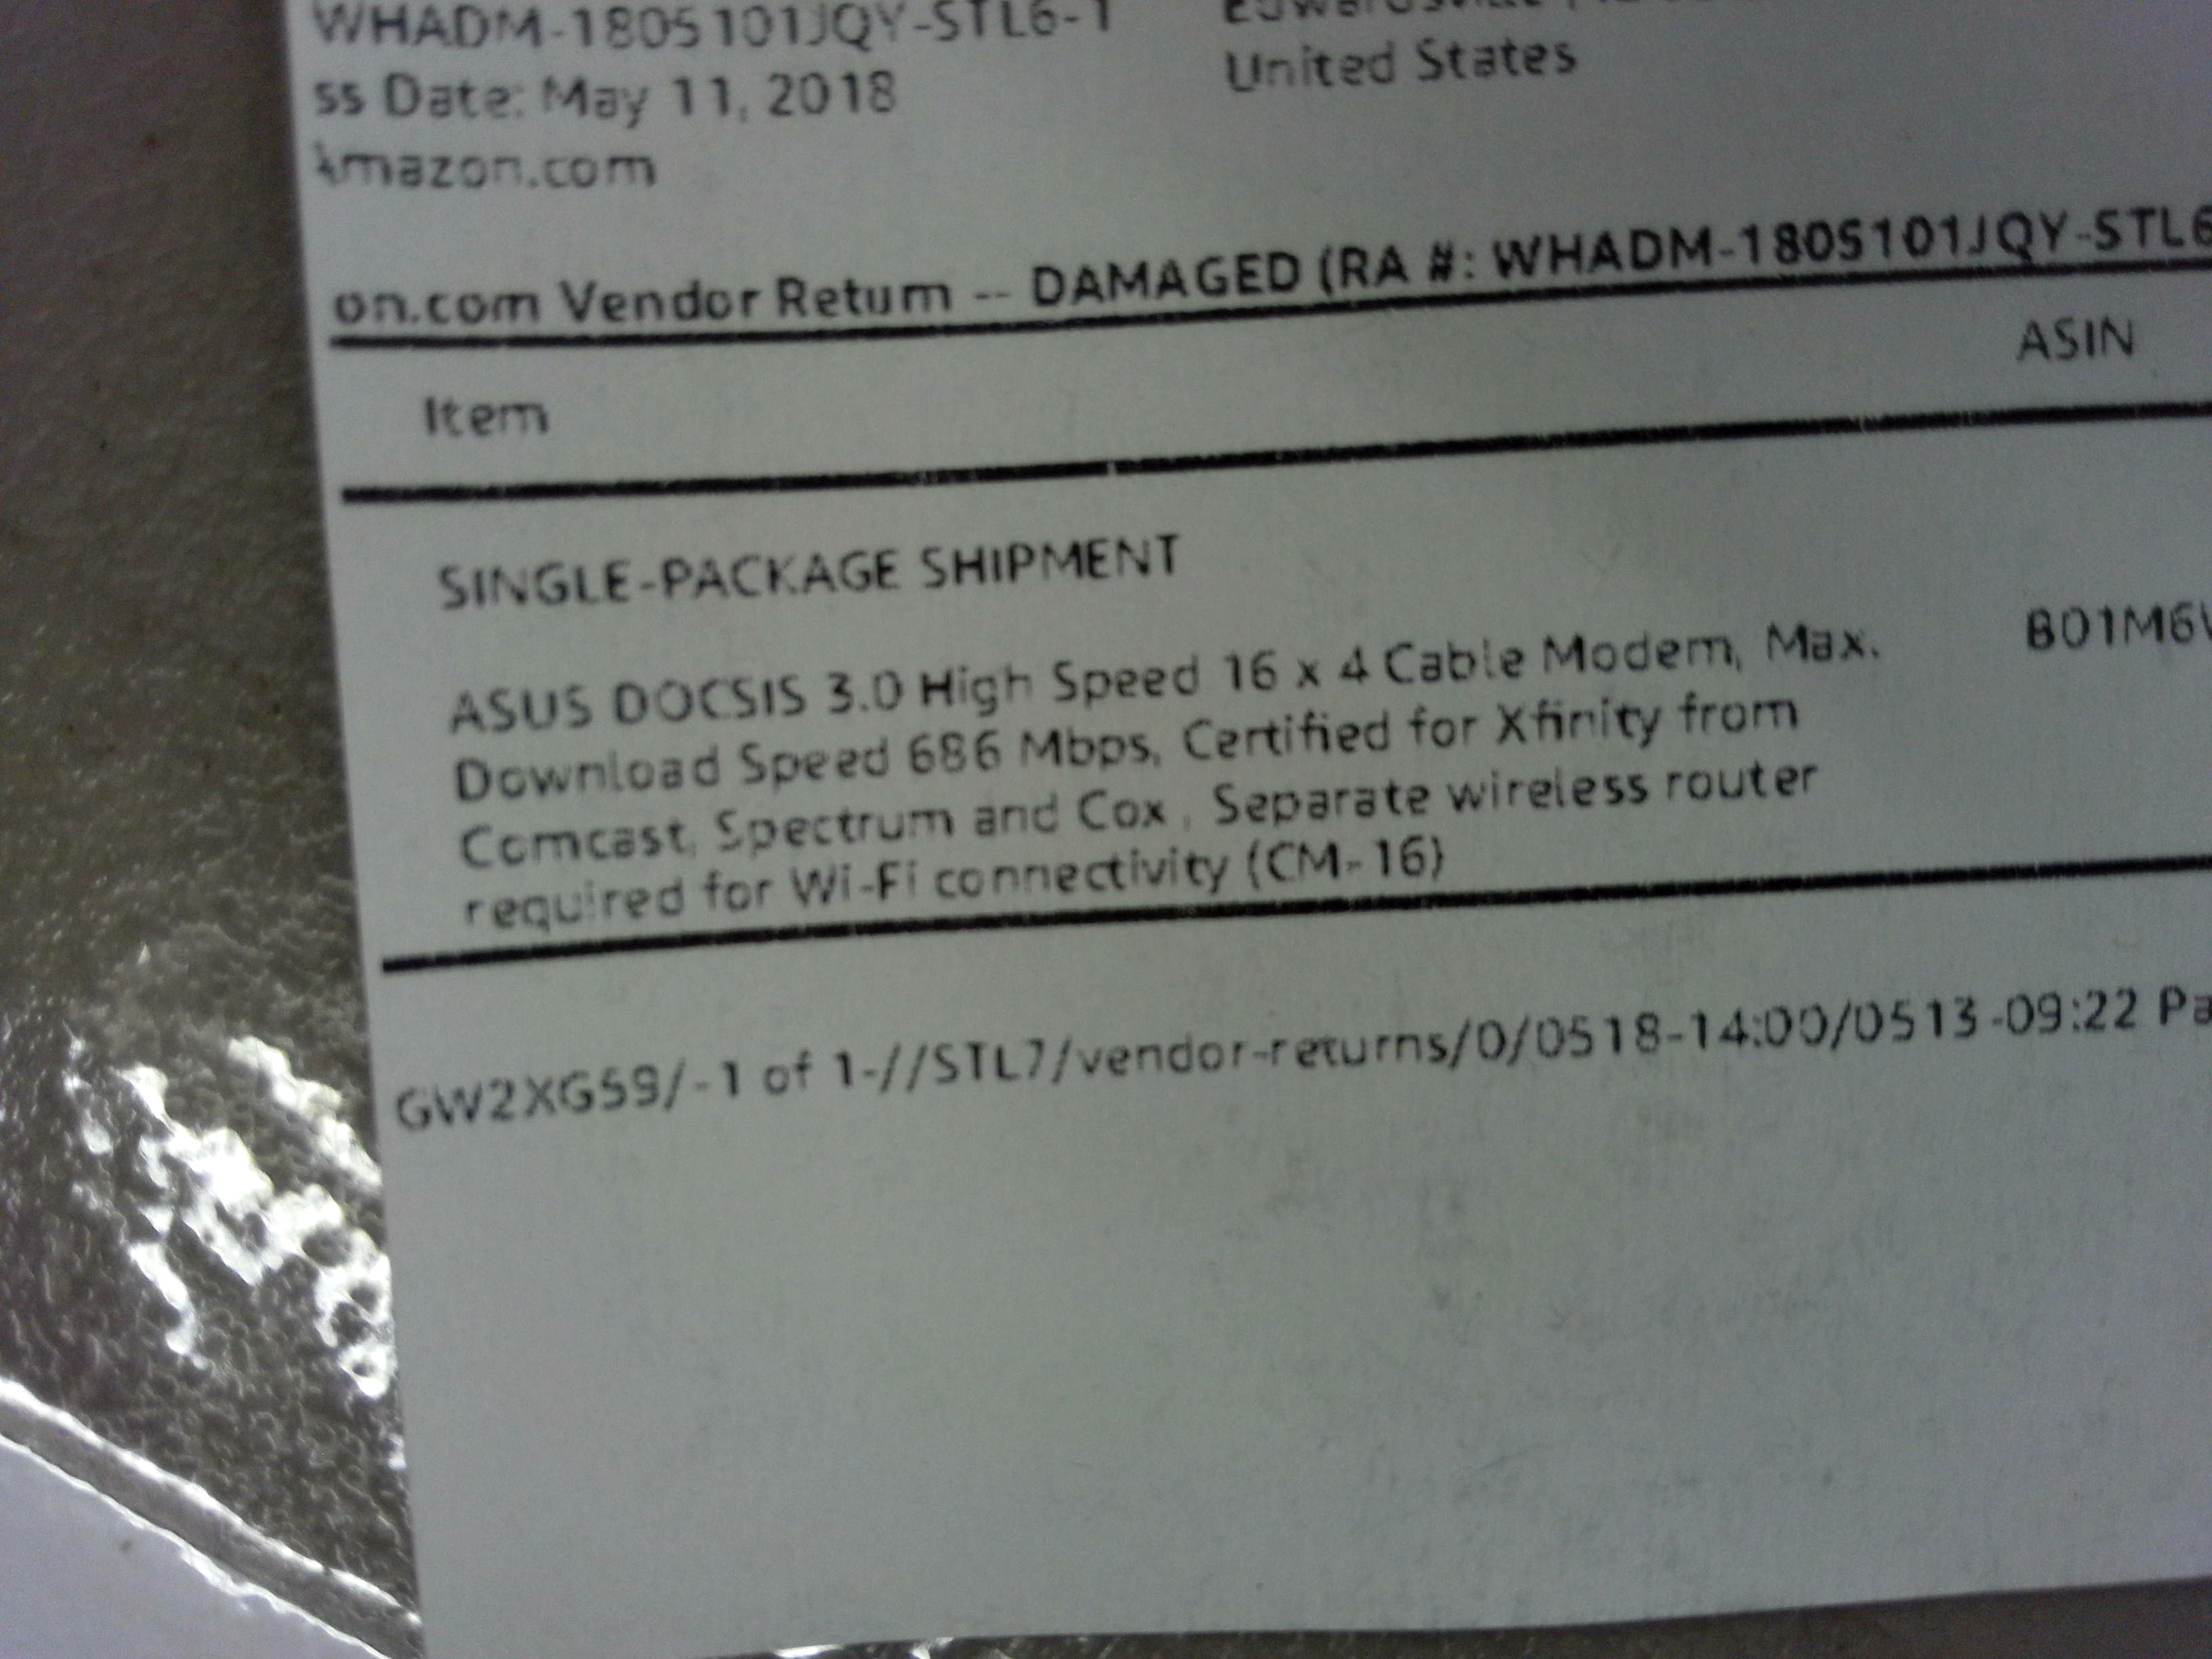 WHADM-1805101JQY-STL6-1
United States
ss Date: May 11, 2018
Amazon.com
on.com Vendor Return -- DAMAGED (RA #: WHADM-1805101JQY-STL6
Item ASIN
SINGLE-PACKAGE SHIPMENT
ASUS DOCSIS 3.0 High Speed 16 x 4 Cable Modem, Max. B01M6
Download Speed 686 Mbps, Certified for Xfinity from
Comcast, Spectrum and Cox , Separate wireless router
required for Wi-Fi connectivity (CM-16)
GW2XG59/-1 of 1-//STL7/vendor-returns/0/0518-14:00/0513-09:22 Pa